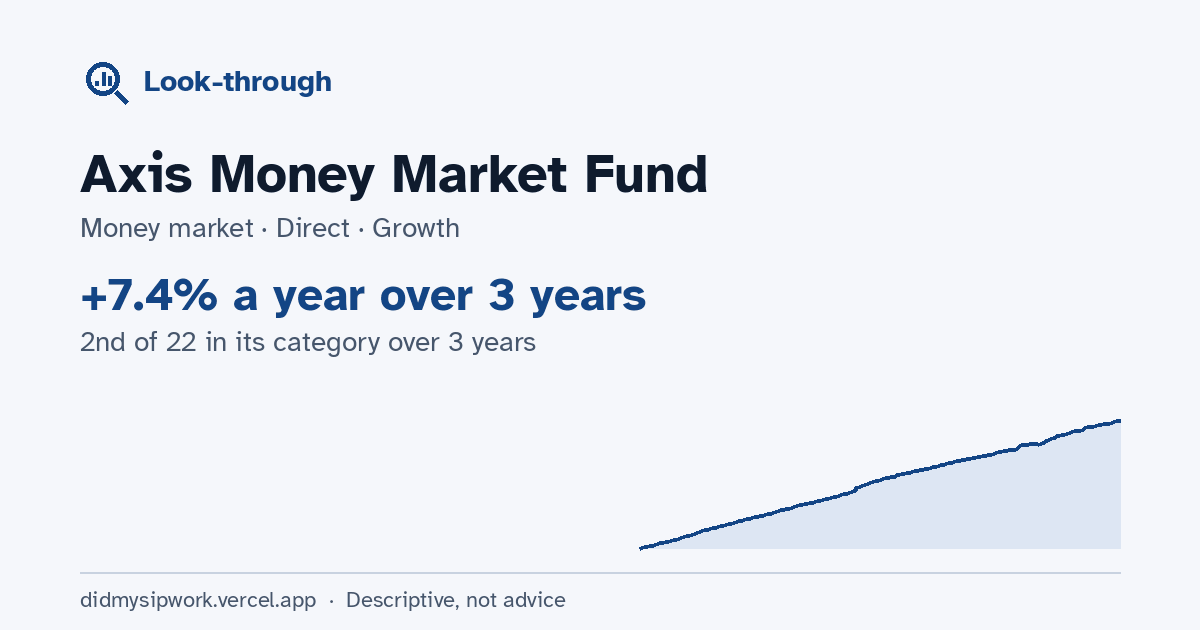 Look-through
Axis Money Market Fund
Money market · Direct · Growth
+7.4% a year over 3 years
2nd of 22 in its category over 3 years
didmysipwork.vercel.app · Descriptive, not advice